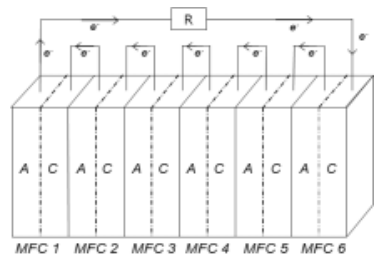 R
e⁻ e⁻
e⁻ e⁻ e⁻ e⁻ e⁻ e⁻ e⁻
A C A C A C A C A C A C
MFC 1 MFC 2 MFC 3 MFC 4 MFC 5 MFC 6